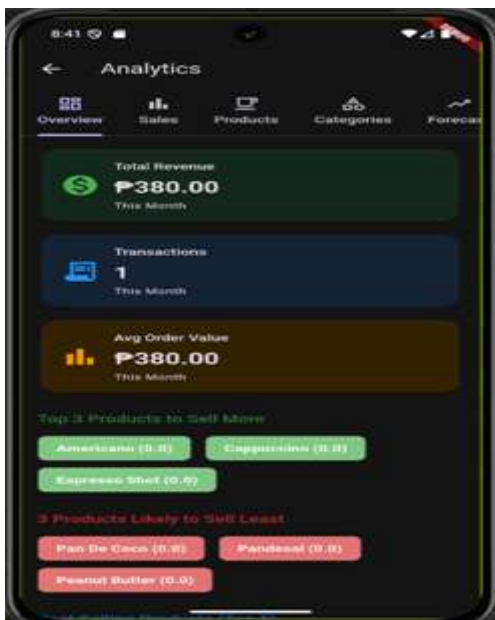 8:41
Analytics
Overview Sales Products Categories Forecas
Total Revenue
₱380.00
This Month
Transactions
1
This Month
Avg Order Value
₱380.00
This Month
Top 3 Products to Sell More
Americano (0.0) Cappuccino (0.0)
Espresso Shot (0.0)
3 Products Likely to Sell Least
Pan De Coco (0.0) Pandesal (0.0)
Peanut Butter (0.0)